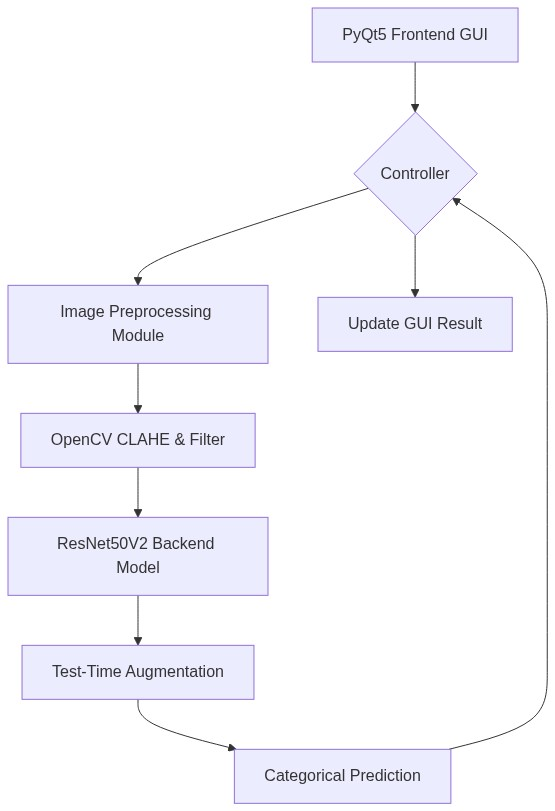 PyQt5 Frontend GUI
Controller
Image Preprocessing
Module
Update GUI Result
OpenCV CLAHE & Filter
ResNet50V2 Backend
Model
Test-Time Augmentation
Categorical Prediction